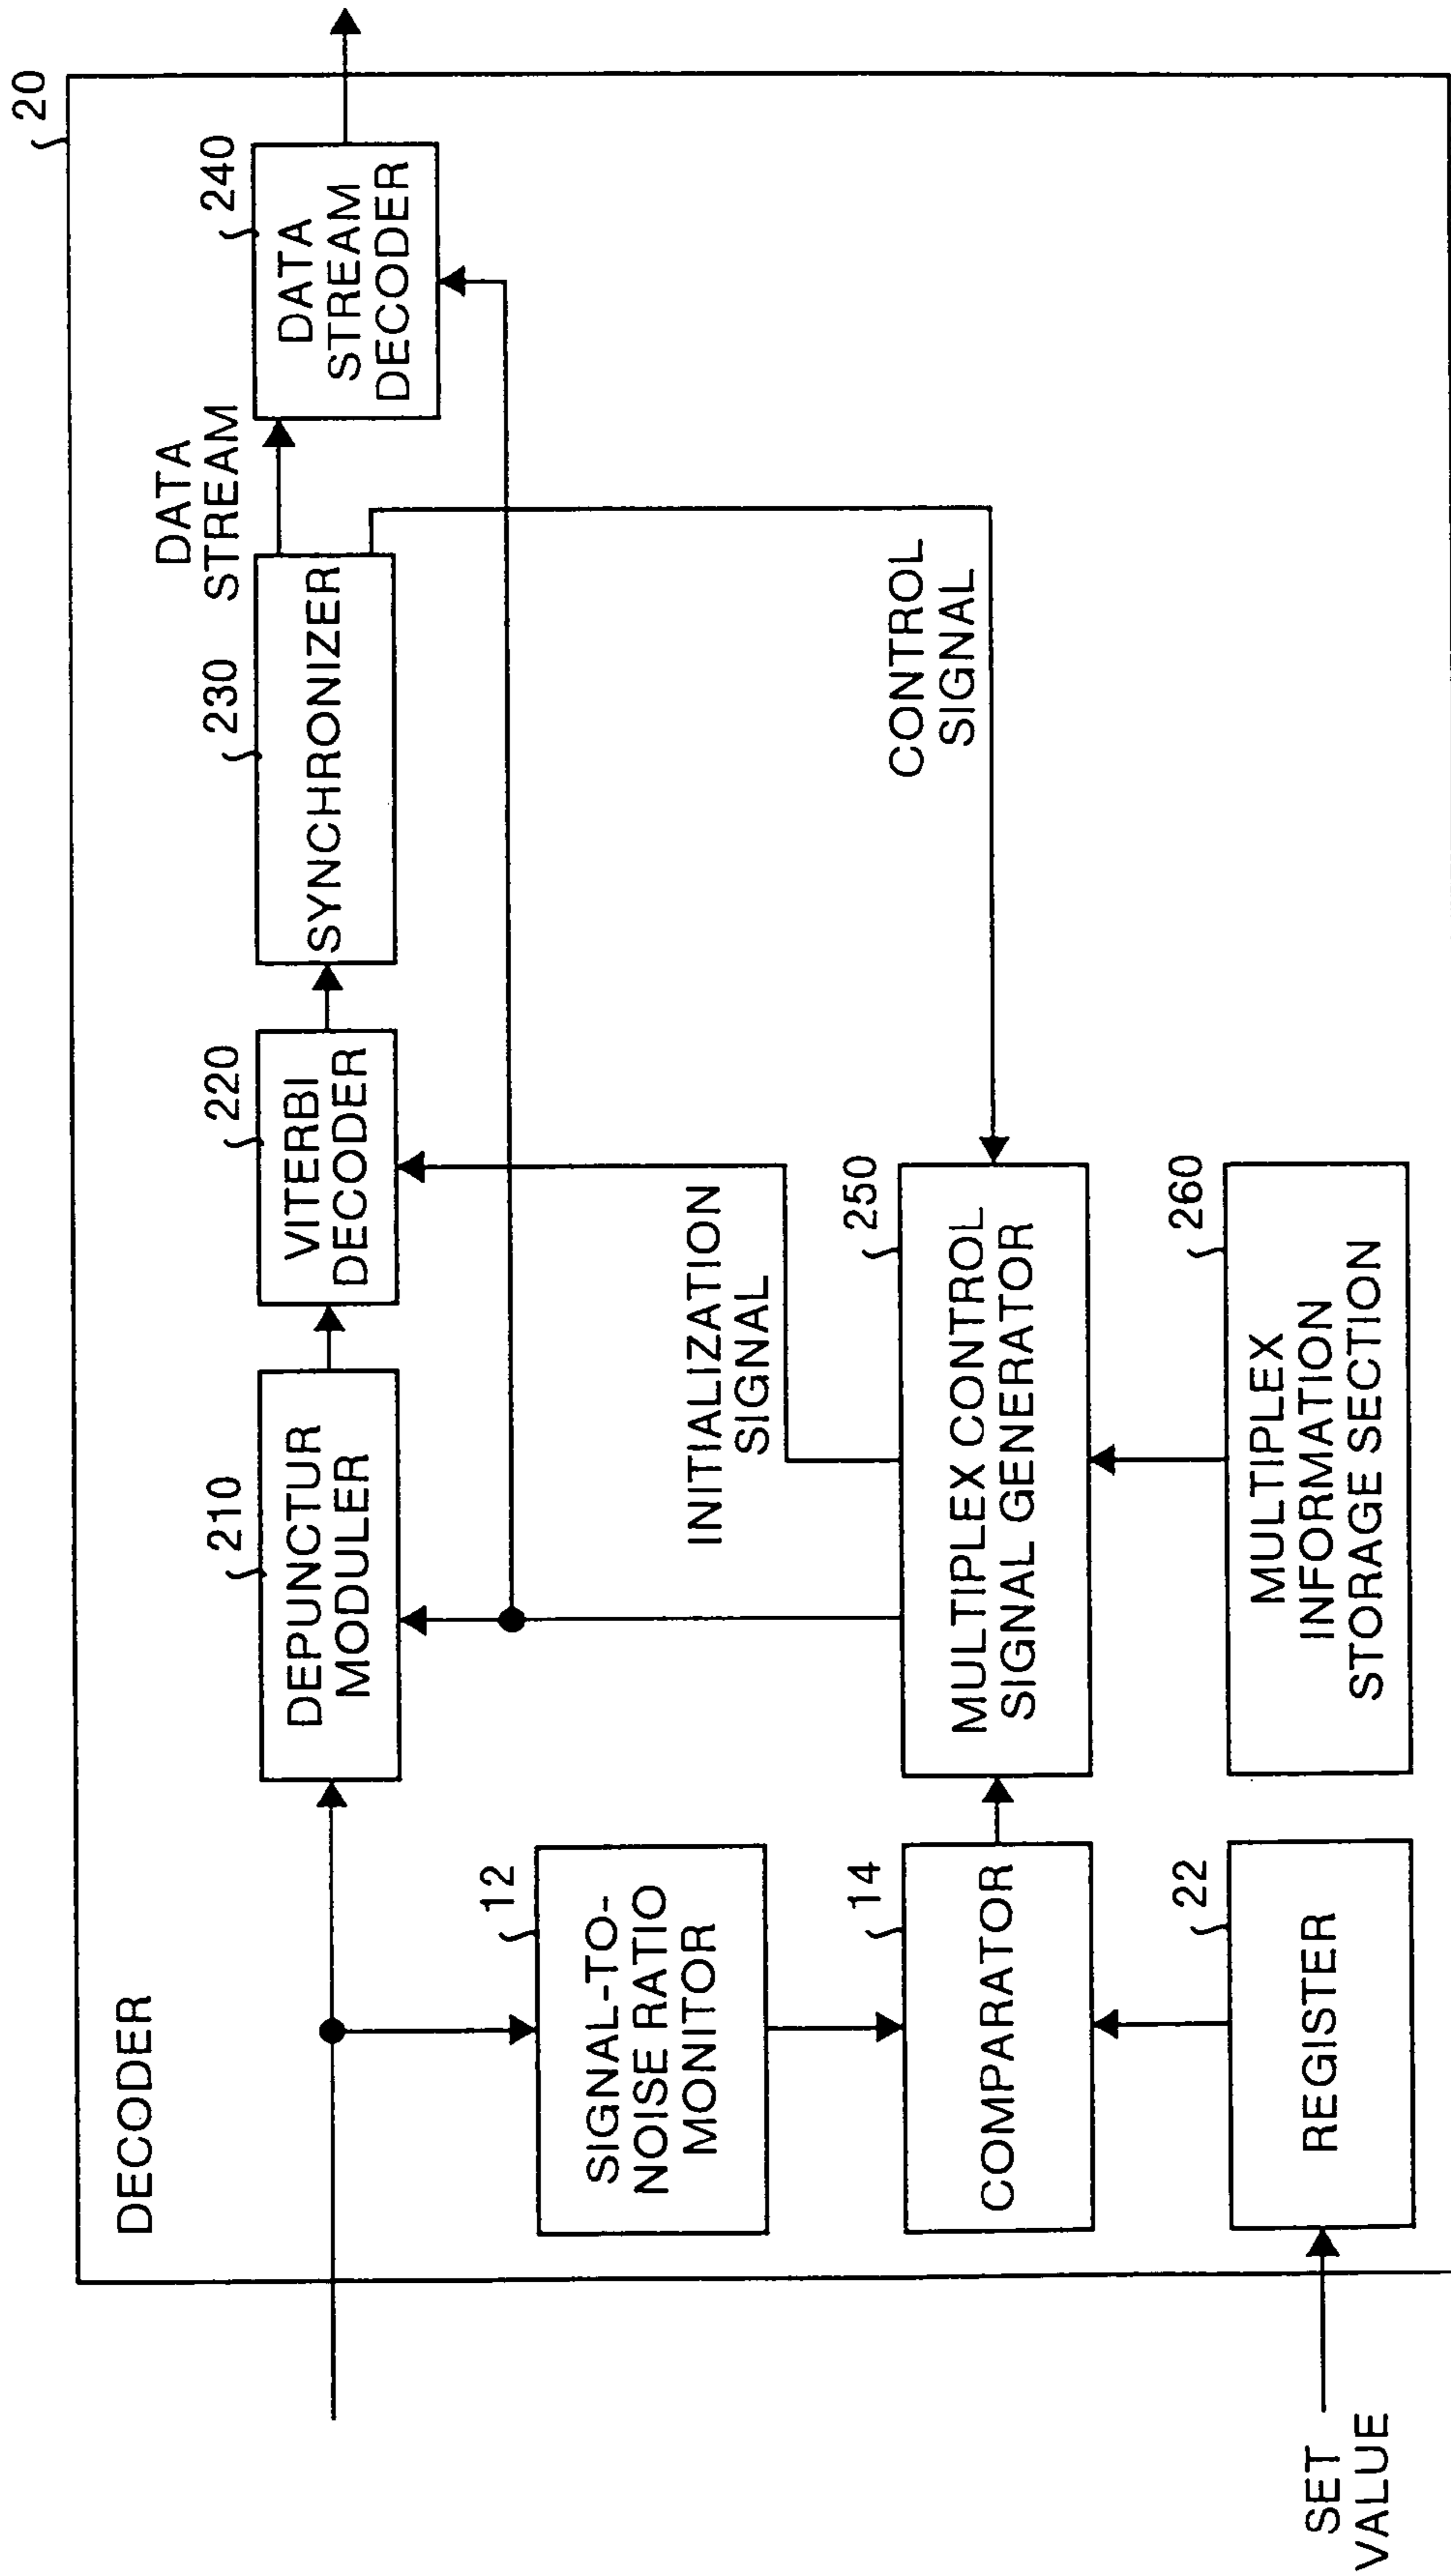 20
DECODER
210
DEPUNCTUR
MODULER
220
VITERBI
DECODER
230
SYNCHRONIZER
DATA
STREAM
240
DATA
STREAM
DECODER
12
SIGNAL-TO-
NOISE RATIO
MONITOR
INITIALIZATION
SIGNAL
CONTROL
SIGNAL
14
COMPARATOR
250
MULTIPLEX CONTROL
SIGNAL GENERATOR
22
REGISTER
260
MULTIPLEX
INFORMATION
STORAGE SECTION
SET
VALUE